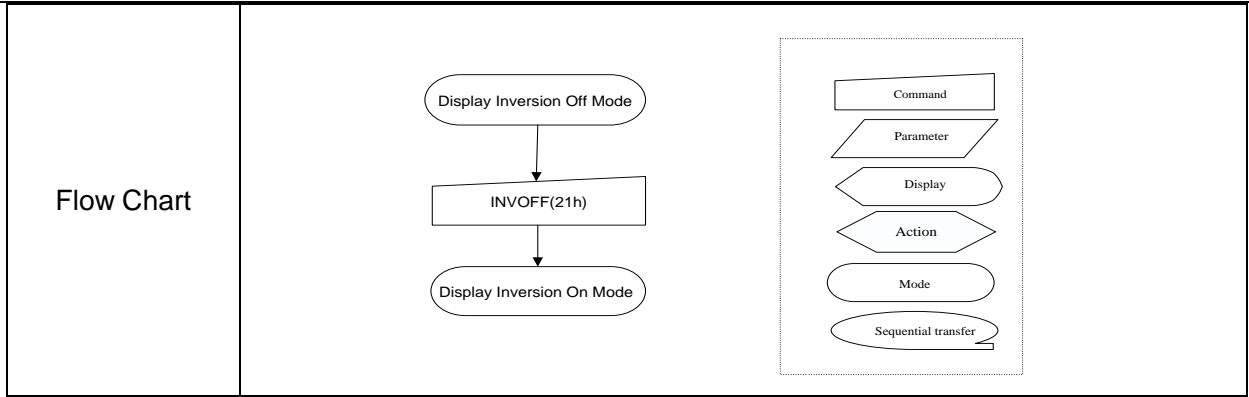 Flow Chart
Display Inversion Off Mode
INVOFF(21h)
Display Inversion On Mode
Command
Parameter
Display
Action
Mode
Sequential transfer